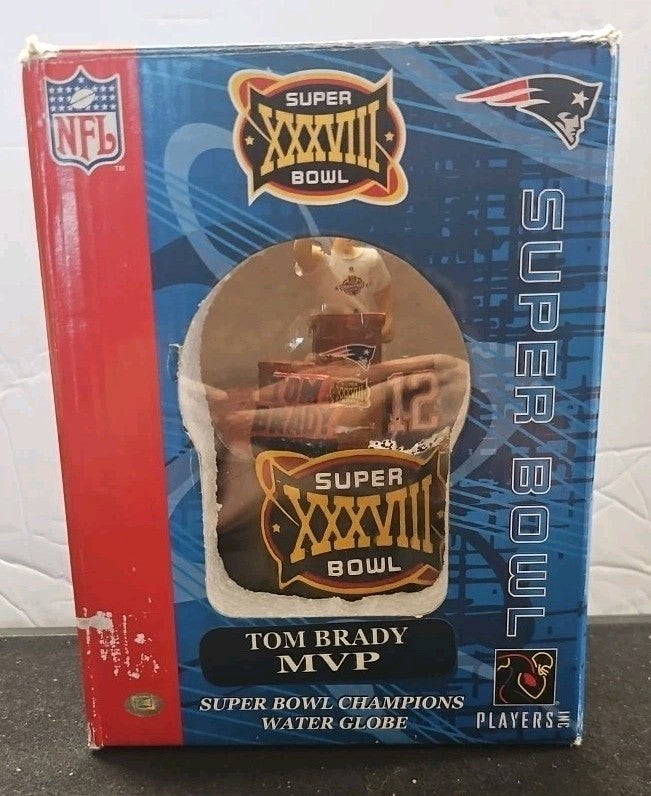 NFL
TM
SUPER
XXXVIII
BOWL
SUPER BOWL
TOM
BRADY
12
SUPER
XXXVIII
BOWL
TOM BRADY
MVP
SUPER BOWL CHAMPIONS
WATER GLOBE
PLAYERS INC